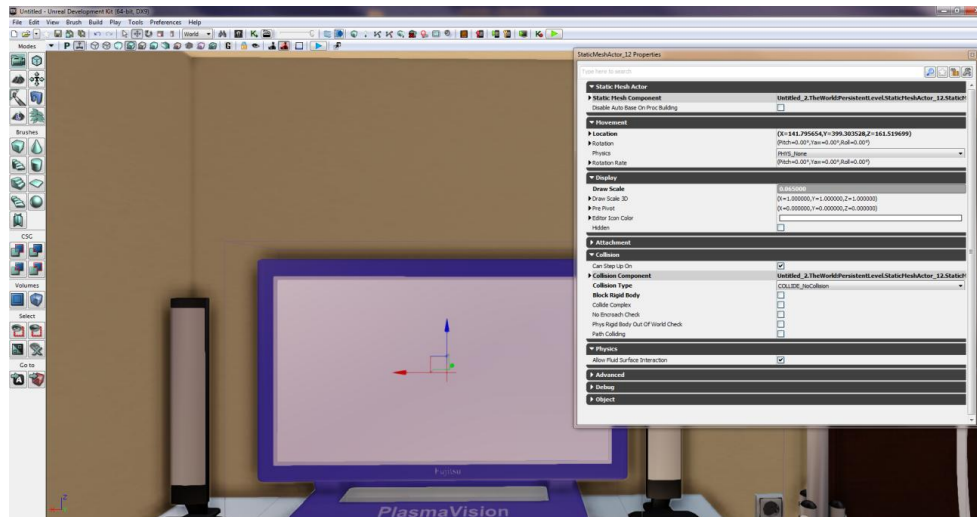 Untitled - Unreal Development Kit (64-bit, DX9)
File Edit View Brush Build Play Tools Preferences Help
World
Modes
Brushes
CSG
Volumes
Select
Go to
StaticMeshActor_12 Properties
Type here to search
Static Mesh Actor
Static Mesh Component Untitled_2.TheWorld:PersistentLevel.StaticMeshActor_12.StaticM
Disable Auto Base On Proc Building
Movement
Location (X=141.795654,Y=399.303528,Z=161.519699)
Rotation (Pitch=0.00°,Yaw=0.00°,Roll=0.00°)
Physics PHYS_None
Rotation Rate (Pitch=0.00°,Yaw=0.00°,Roll=0.00°)
Display
Draw Scale 0.865000
Draw Scale 3D (X=1.000000,Y=1.000000,Z=1.000000)
Pre Pivot (X=0.000000,Y=0.000000,Z=0.000000)
Editor Icon Color
Hidden
Attachment
Collision
Can Step Up On
Collision Component Untitled_2.TheWorld:PersistentLevel.StaticMeshActor_12.StaticM
Collision Type COLLIDE_NoCollision
Block Rigid Body
Collide Complex
No Encroach Check
Phys Rigid Body Out Of World Check
Path Colliding
Physics
Allow Fluid Surface Interaction
Advanced
Debug
Object
Fujitsu
PlasmaVision
Z